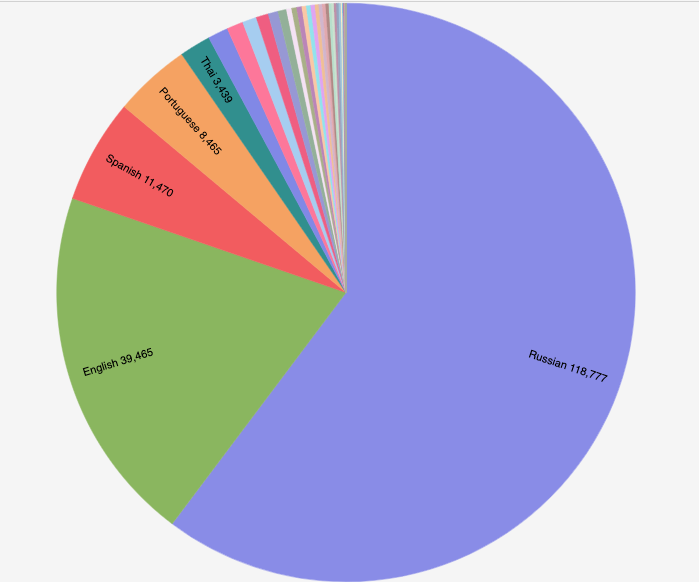 Thai 3,439
Portuguese 8,465
Spanish 11,470
English 39,465
Russian 118,777